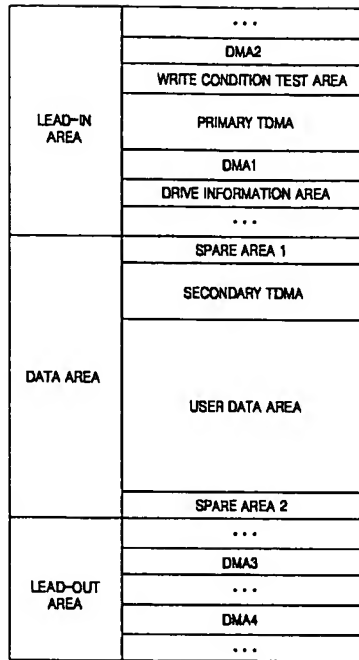 LEAD-IN
AREA
...
DMA2
WRITE CONDITION TEST AREA
PRIMARY TDMA
DMA1
DRIVE INFORMATION AREA
...
DATA AREA
SPARE AREA 1
SECONDARY TDMA
USER DATA AREA
SPARE AREA 2
LEAD-OUT
AREA
...
DMA3
...
DMA4
...